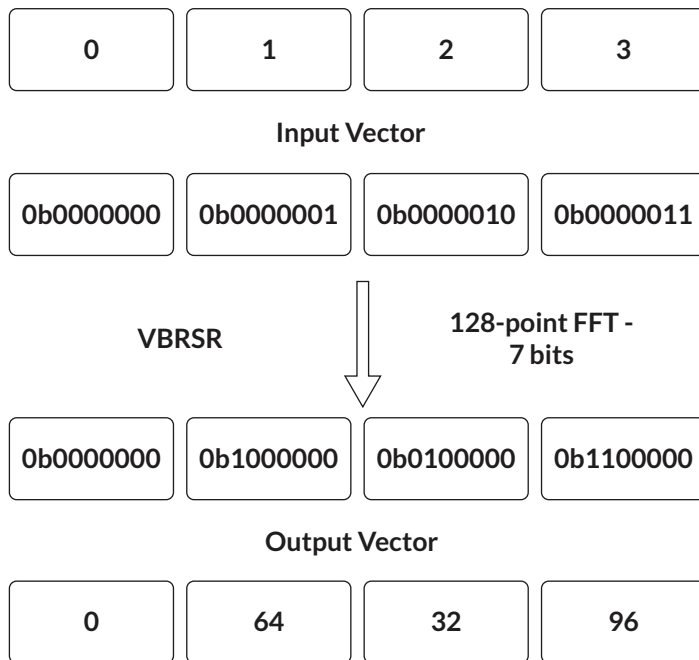 0 1 2 3
Input Vector
0b0000000 0b0000001 0b0000010 0b0000011
VBRSR
128-point FFT -
7 bits
0b0000000 0b1000000 0b0100000 0b1100000
Output Vector
0 64 32 96